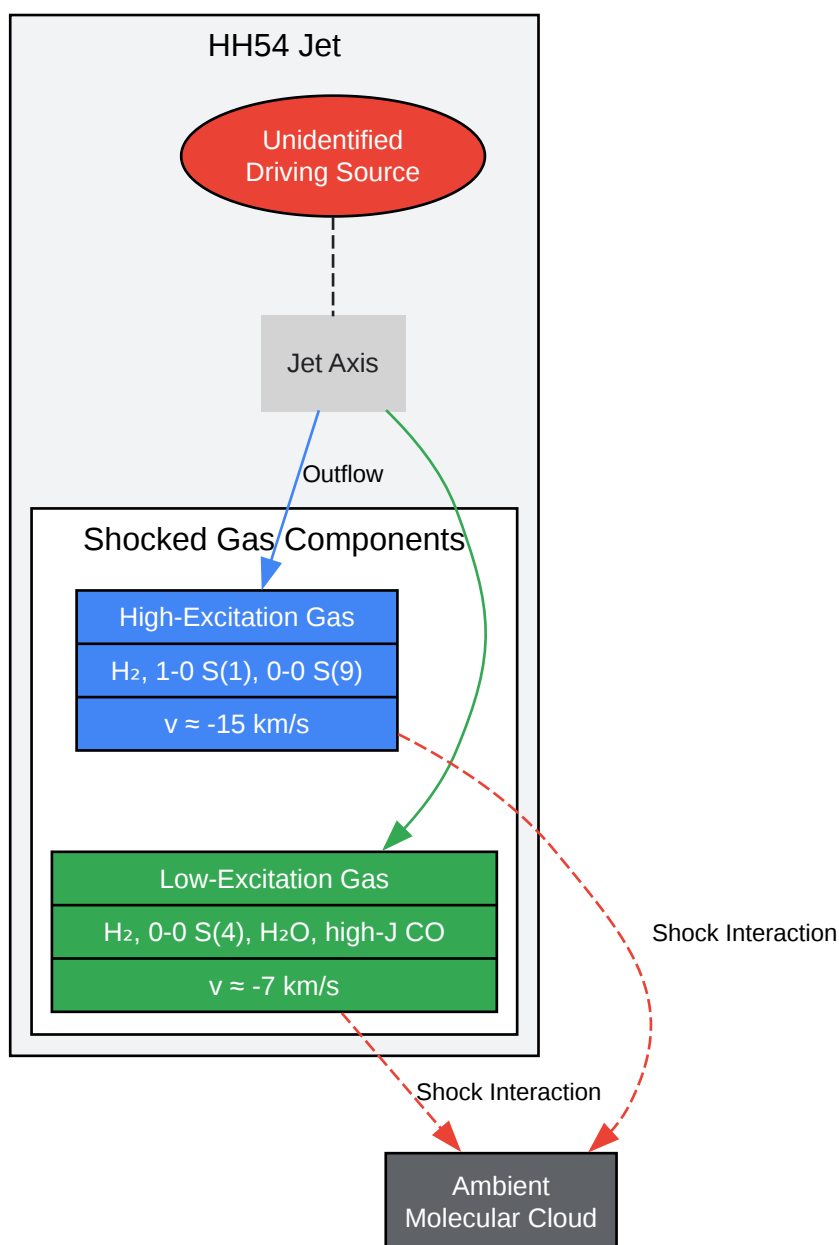 HH54 Jet
Unidentified
Driving Source
Jet Axis
Outflow
Shocked Gas Components
High-Excitation Gas
H₂, 1-0 S(1), 0-0 S(9)
v ≈ -15 km/s
Low-Excitation Gas
H₂, 0-0 S(4), H₂O, high-J CO
v ≈ -7 km/s
Shock Interaction
Shock Interaction
Ambient
Molecular Cloud